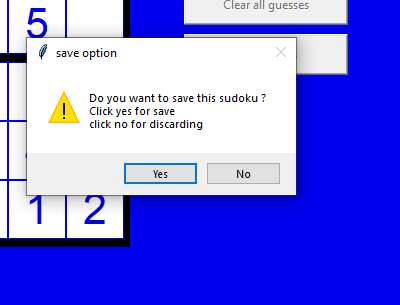 Clear all guesses
5
save option
Do you want to save this sudoku ?
Click yes for save
click no for discarding
Yes
No
1 2